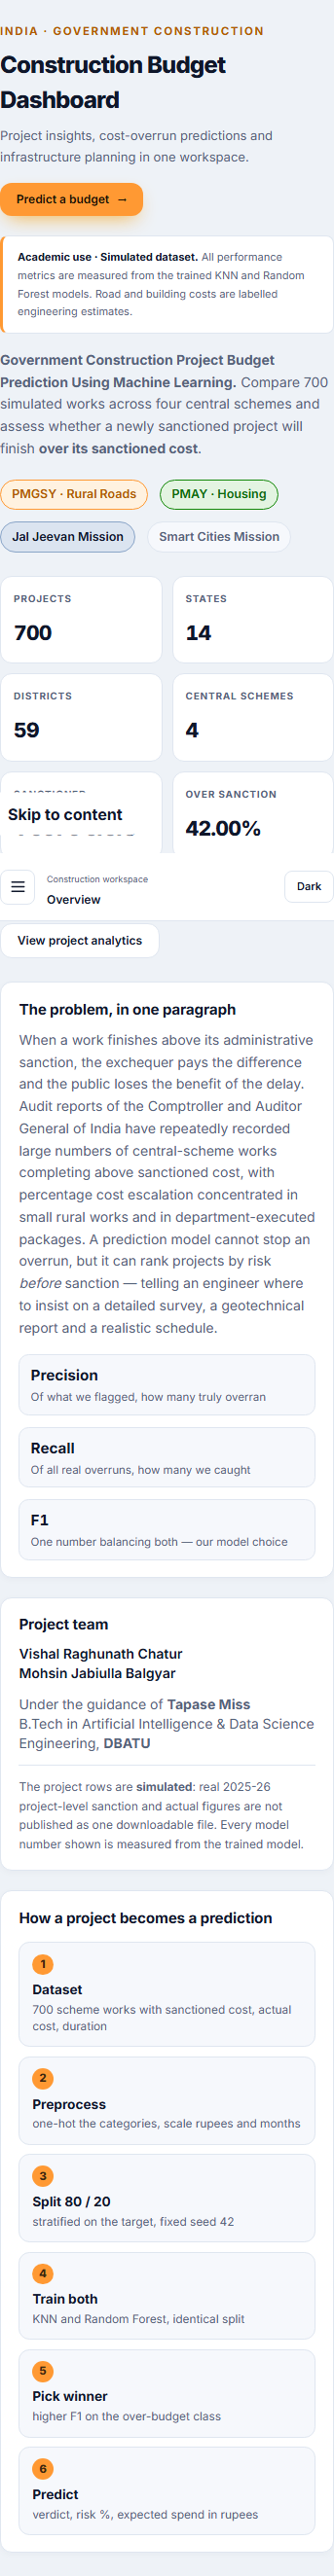 INDIA · GOVERNMENT CONSTRUCTION
Construction Budget
Dashboard
Project insights, cost-overrun predictions and
infrastructure planning in one workspace.
Predict a budget →
Academic use · Simulated dataset. All performance
metrics are measured from the trained KNN and Random
Forest models. Road and building costs are labelled
engineering estimates.
Government Construction Project Budget
Prediction Using Machine Learning. Compare 700
simulated works across four central schemes and
assess whether a newly sanctioned project will
finish over its sanctioned cost.
PMGSY · Rural Roads
PMAY · Housing
Jal Jeevan Mission
Smart Cities Mission
PROJECTS
700
STATES
14
DISTRICTS
59
CENTRAL SCHEMES
4
OVER SANCTION
42.00%
Skip to content
Construction workspace
Overview
Dark
View project analytics
The problem, in one paragraph
When a work finishes above its administrative
sanction, the exchequer pays the difference
and the public loses the benefit of the delay.
Audit reports of the Comptroller and Auditor
General of India have repeatedly recorded
large numbers of central-scheme works
completing above sanctioned cost, with
percentage cost escalation concentrated in
small rural works and in department-executed
packages. A prediction model cannot stop an
overrun, but it can rank projects by risk
before sanction — telling an engineer where
to insist on a detailed survey, a geotechnical
report and a realistic schedule.
Precision
Of what we flagged, how many truly overran
Recall
Of all real overruns, how many we caught
F1
One number balancing both — our model choice
Project team
Vishal Raghunath Chatur
Mohsin Jabiulla Balgyar
Under the guidance of Tapase Miss
B.Tech in Artificial Intelligence & Data Science
Engineering, DBATU
The project rows are simulated: real 2025-26
project-level sanction and actual figures are not
published as one downloadable file. Every model
number shown is measured from the trained model.
How a project becomes a prediction
1
Dataset
700 scheme works with sanctioned cost, actual
cost, duration
2
Preprocess
one-hot the categories, scale rupees and months
3
Split 80 / 20
stratified on the target, fixed seed 42
4
Train both
KNN and Random Forest, identical split
5
Pick winner
higher F1 on the over-budget class
6
Predict
verdict, risk %, expected spend in rupees